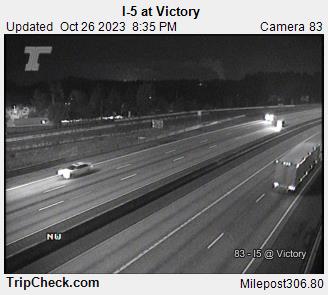 I-5 at Victory
Updated Oct 26 2023 8:35 PM Camera 83
T
NW
83 - I5 @ Victory
TripCheck.com Milepost306.80